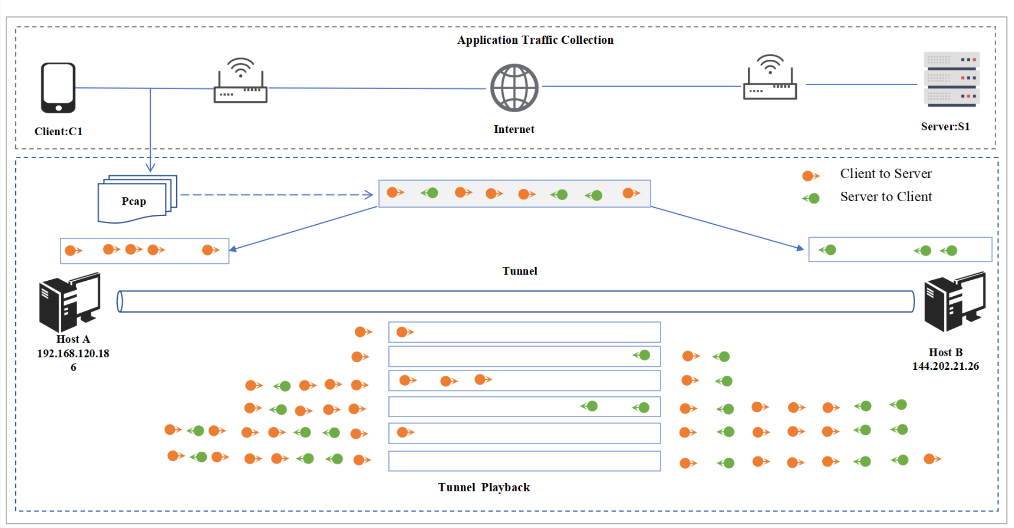 Application Traffic Collection
Client:C1
Internet
Server:S1
Pcap
Client to Server
Server to Client
Tunnel
Host A
192.168.120.18
6
Host B
144.202.21.26
Tunnel Playback